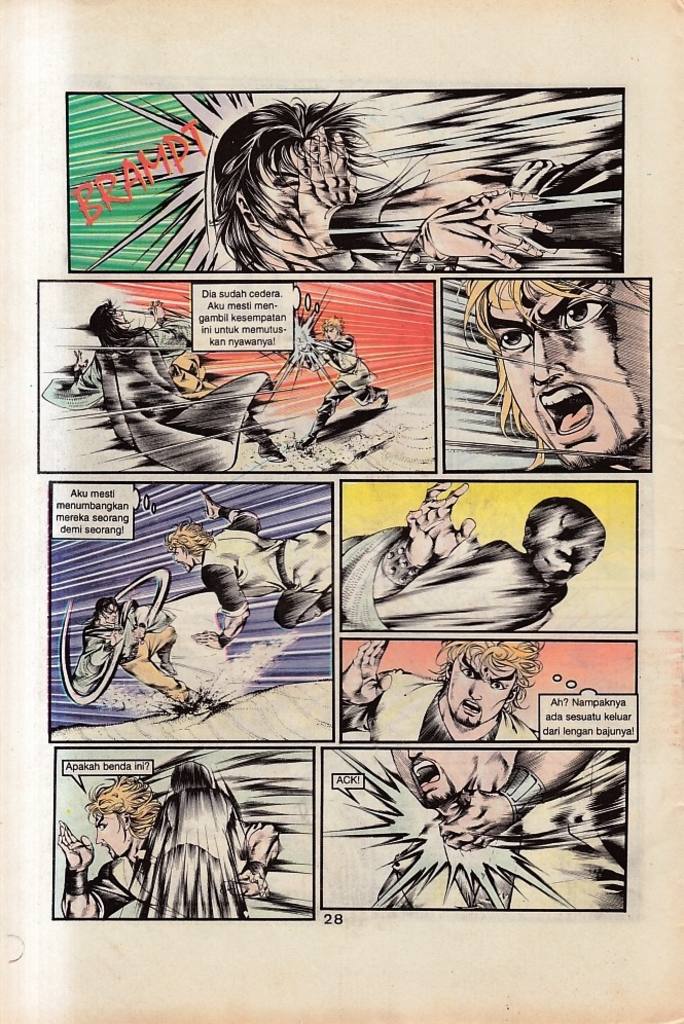 BRAMPT
Dia sudah cedera.
Aku mesti men-
gambil kesempatan
ini untuk memutus-
kan nyawanya!
Aku mesti
menumbangkan
mereka seorang
demi seorang!
Ah? Nampaknya
ada sesuatu keluar
dari lengan bajunya!
Apakah benda ini?
ACK!
28